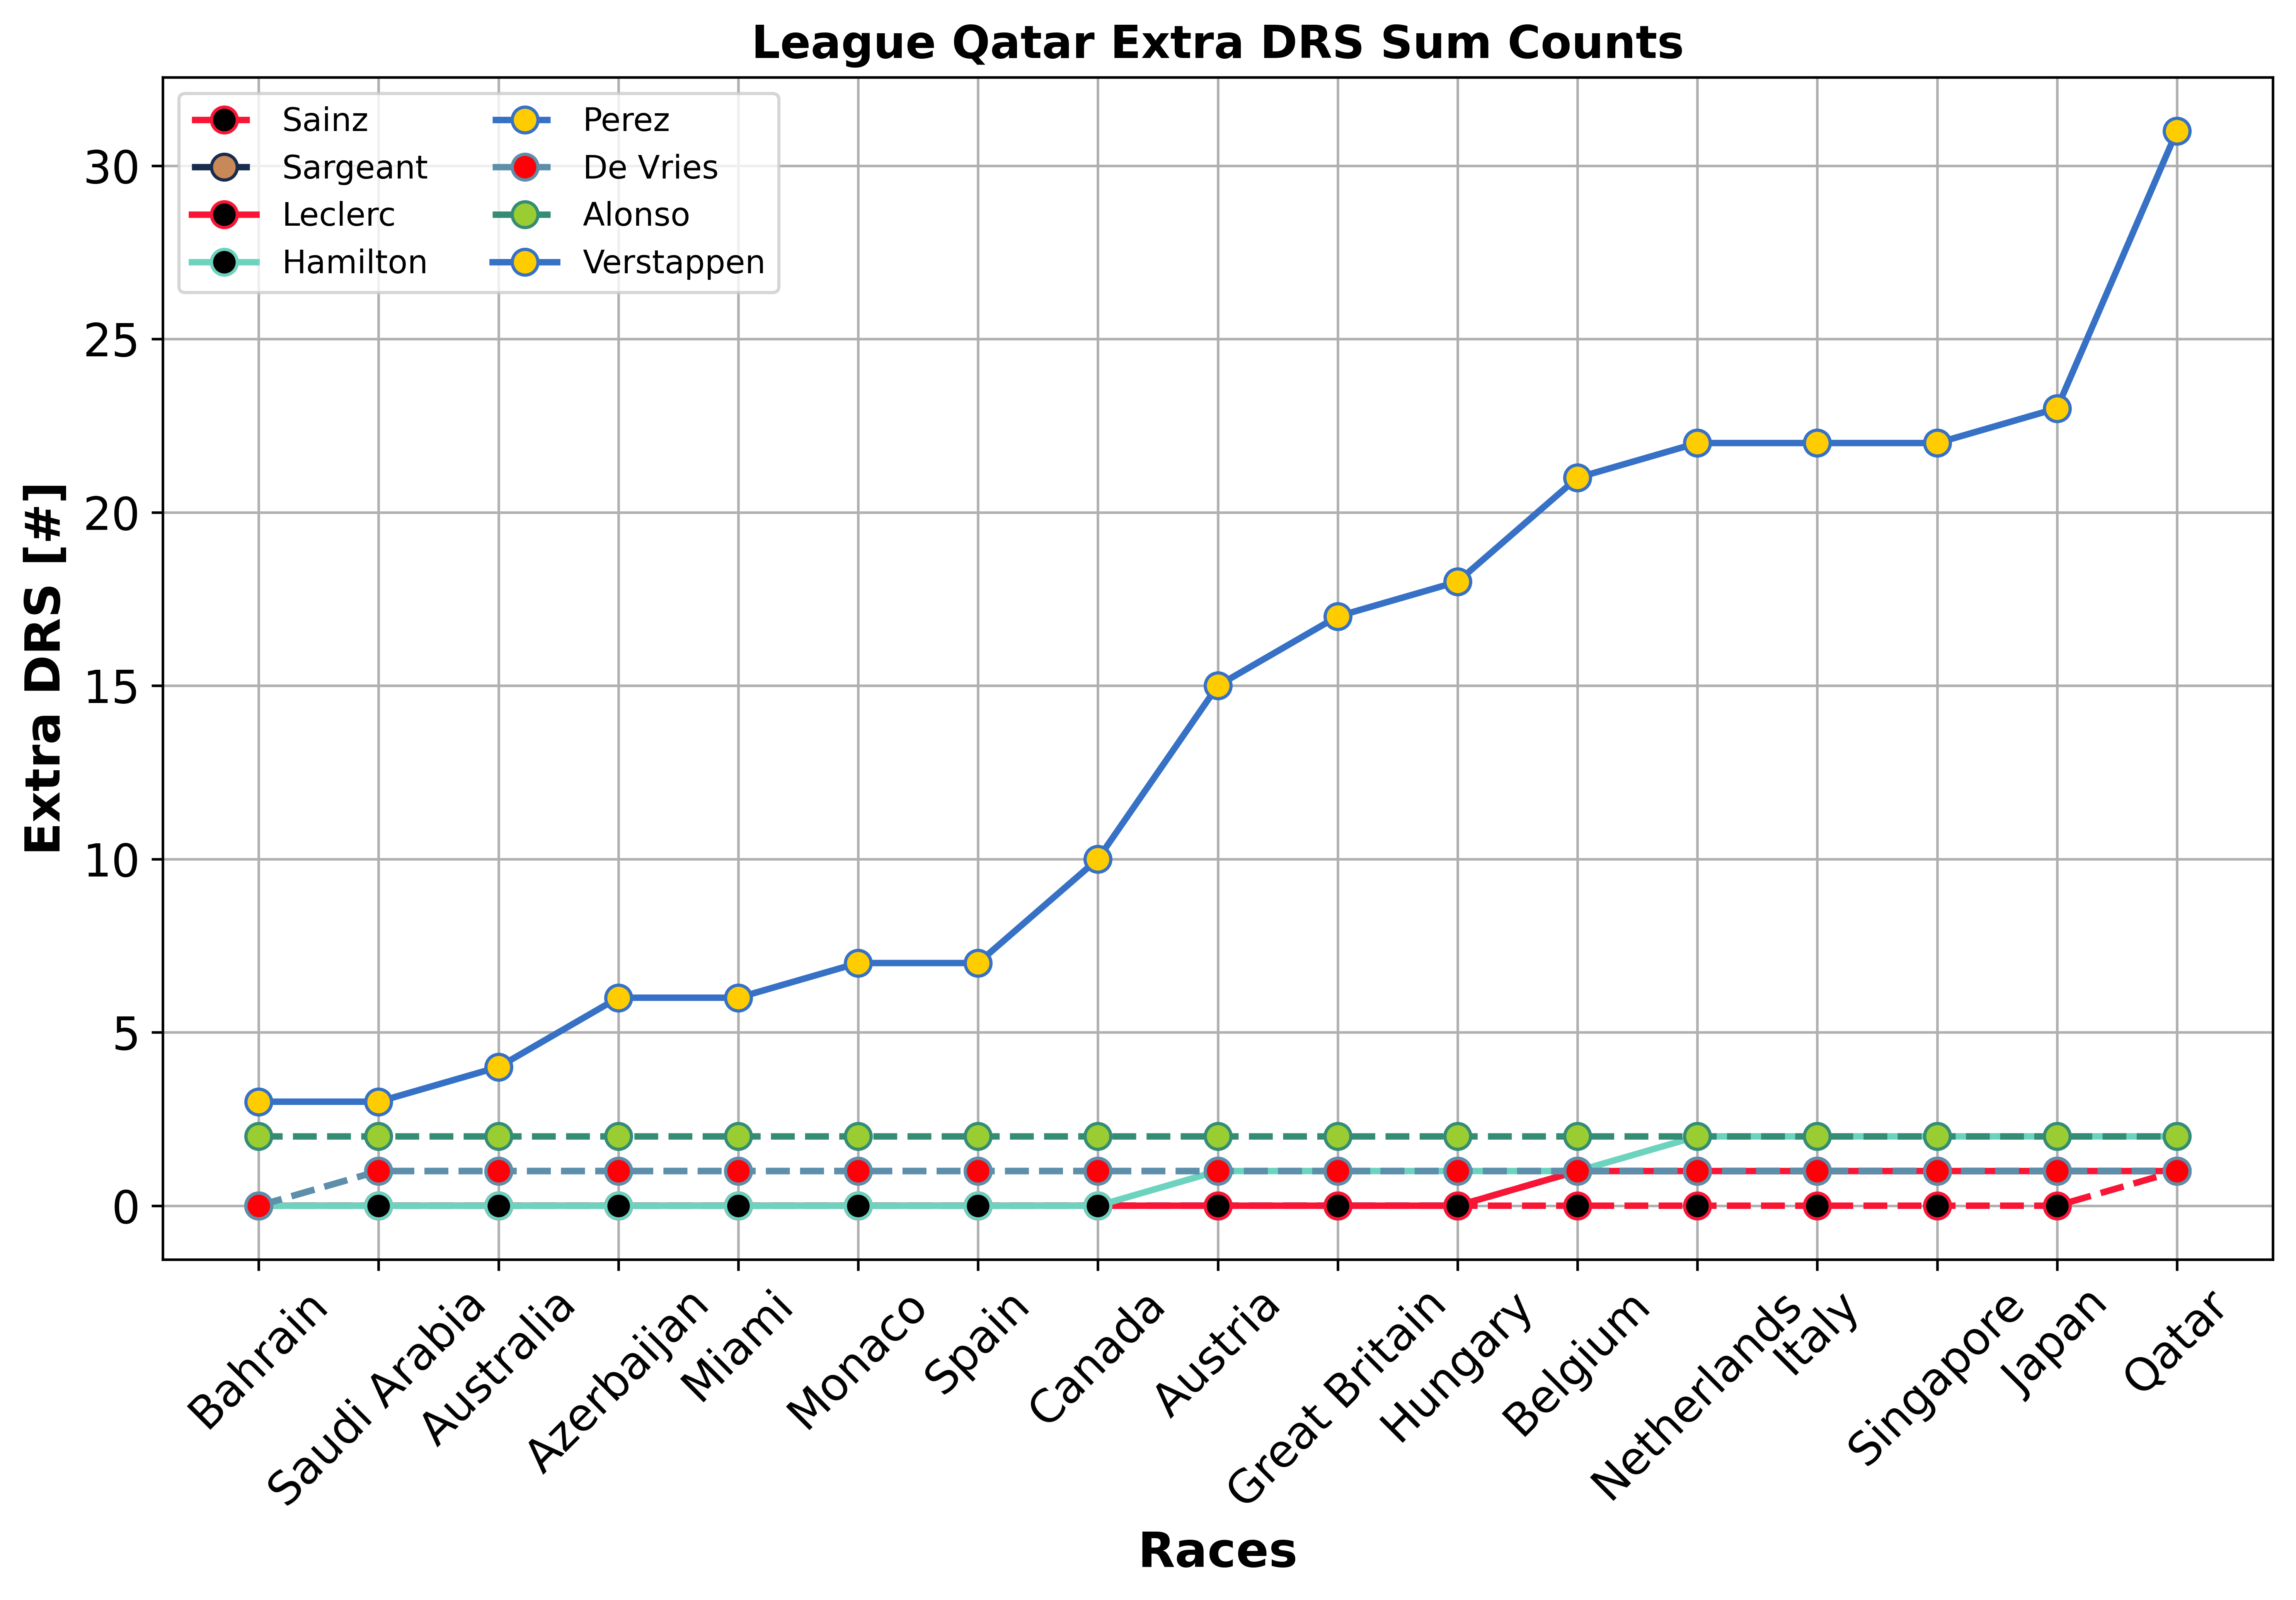 League Qatar Extra DRS Sum Counts
Sainz
Sargeant
Leclerc
Hamilton
Perez
De Vries
Alonso
Verstappen
Extra DRS [#]
30
25
20
15
10
5
0
Bahrain
Saudi Arabia
Australia
Azerbaijan
Miami
Monaco
Spain
Canada
Austria
Great Britain
Hungary
Belgium
Netherlands
Italy
Singapore
Japan
Qatar
Races